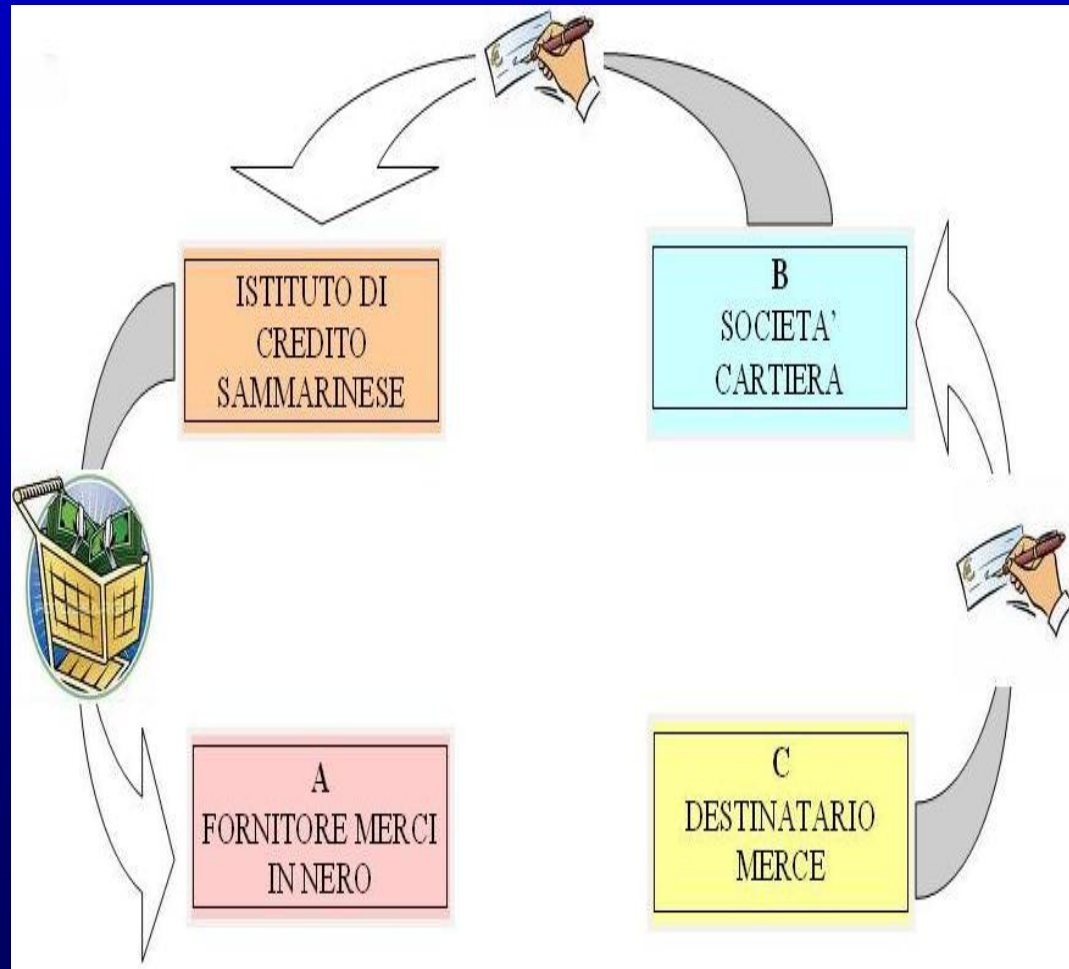 ISTITUTO DI
CREDITO
SAMMARINESE
B
SOCIETA'
CARTIERA
A
FORNITORE MERCI
IN NERO
C
DESTINATARIO
MERCE